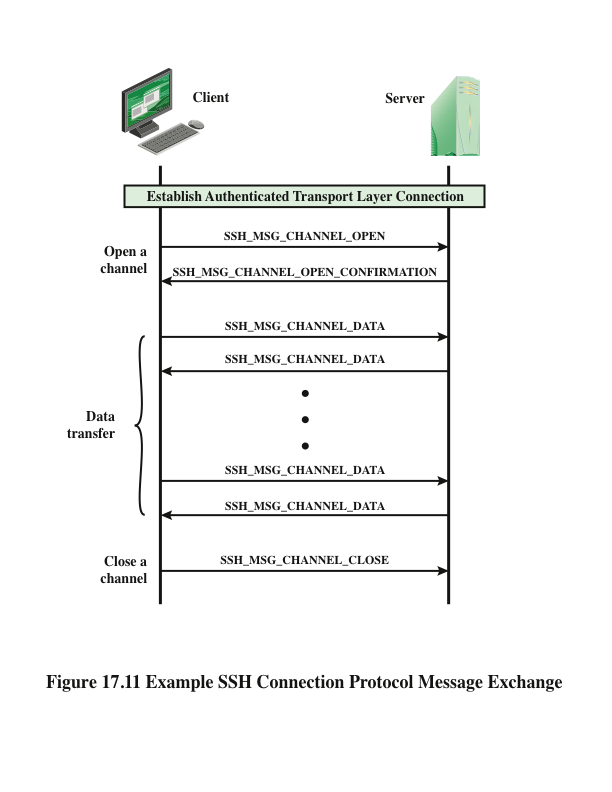 Client
Server
Establish Authenticated Transport Layer Connection
SSH_MSG_CHANNEL_OPEN
Open a
channel
SSH_MSG_CHANNEL_OPEN_CONFIRMATION
SSH_MSG_CHANNEL_DATA
SSH_MSG_CHANNEL_DATA
Data
transfer
SSH_MSG_CHANNEL_DATA
SSH_MSG_CHANNEL_DATA
SSH_MSG_CHANNEL_CLOSE
Close a
channel
Figure 17.11 Example SSH Connection Protocol Message Exchange